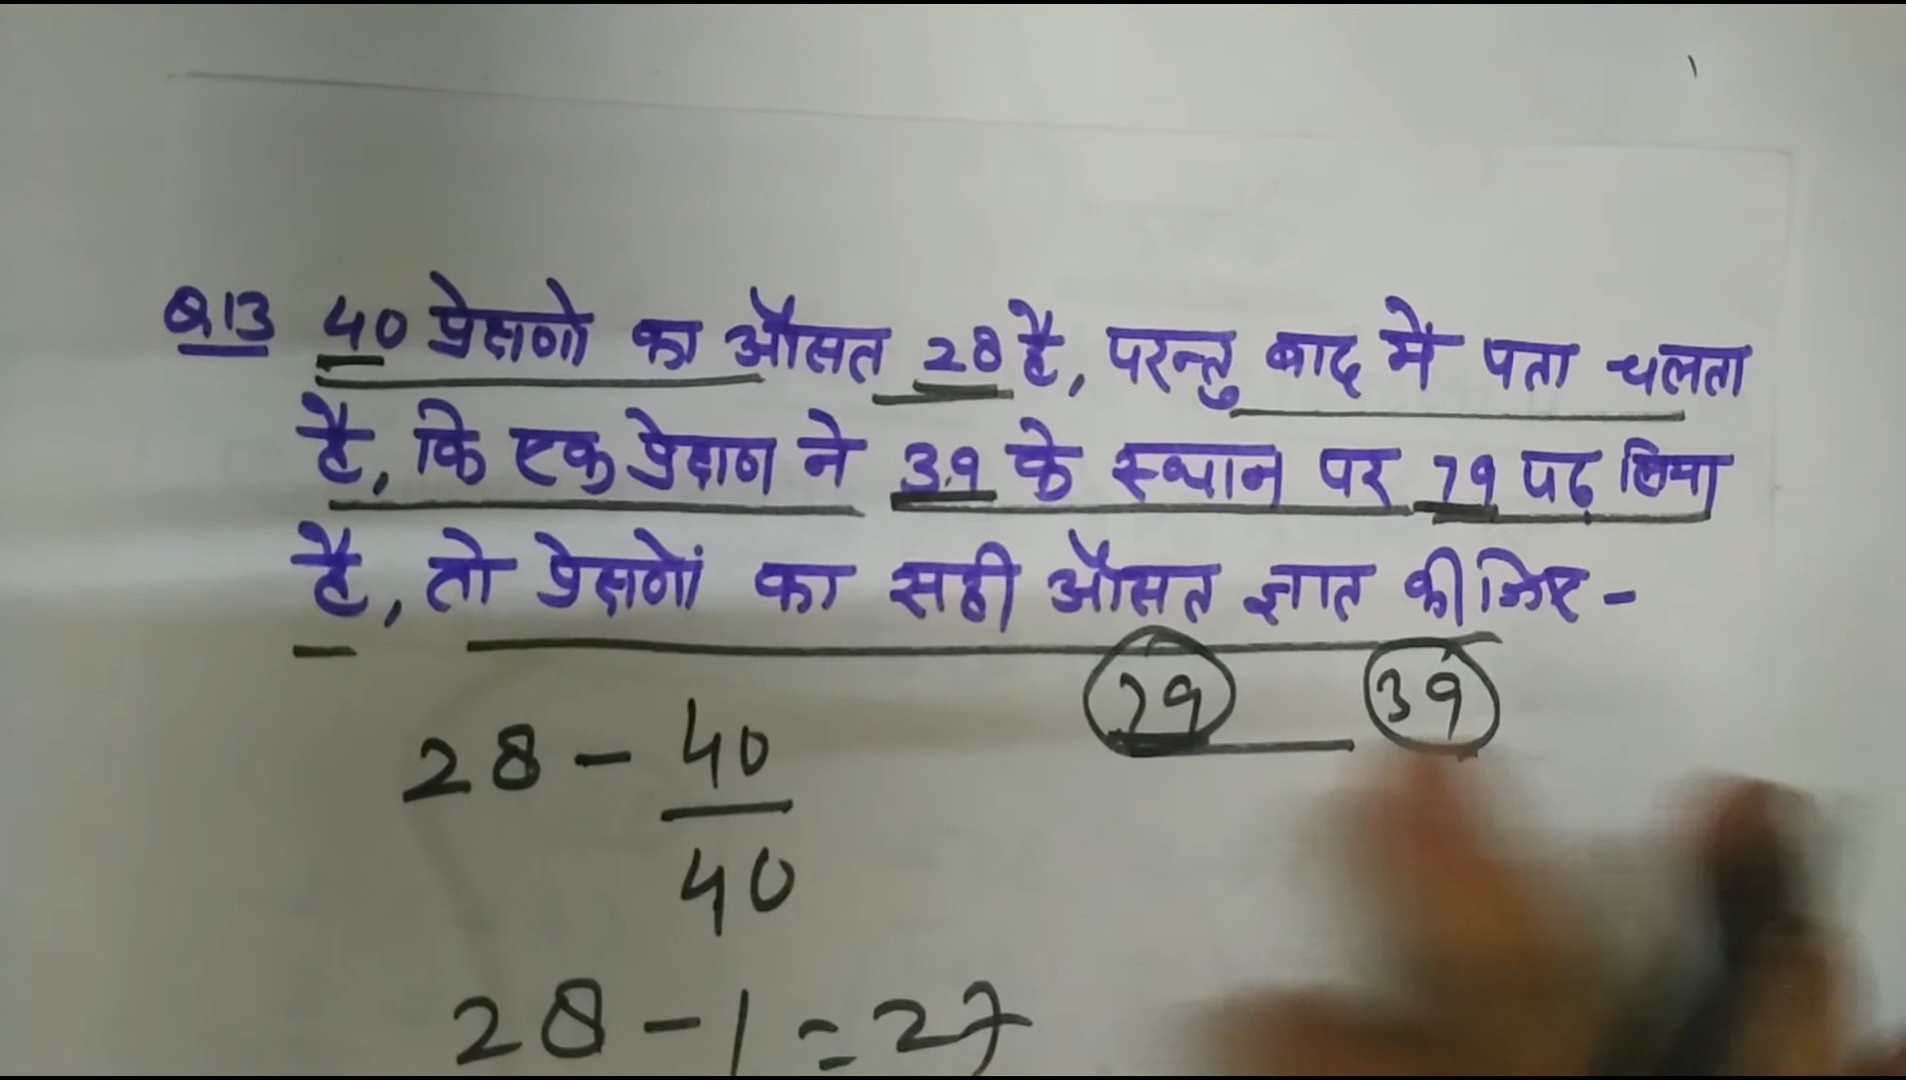 Q.13 40 प्रेक्षणो का औसत 28 है, परन्तु बाद में पता चलता
है, कि एक प्रेक्षण ने 39 के स्थान पर 79 पढ़ लिया
है, तो प्रेक्षणों का सही औसत ज्ञात कीजिए -
79 39
28 - 40
40
28 - 1 = 27